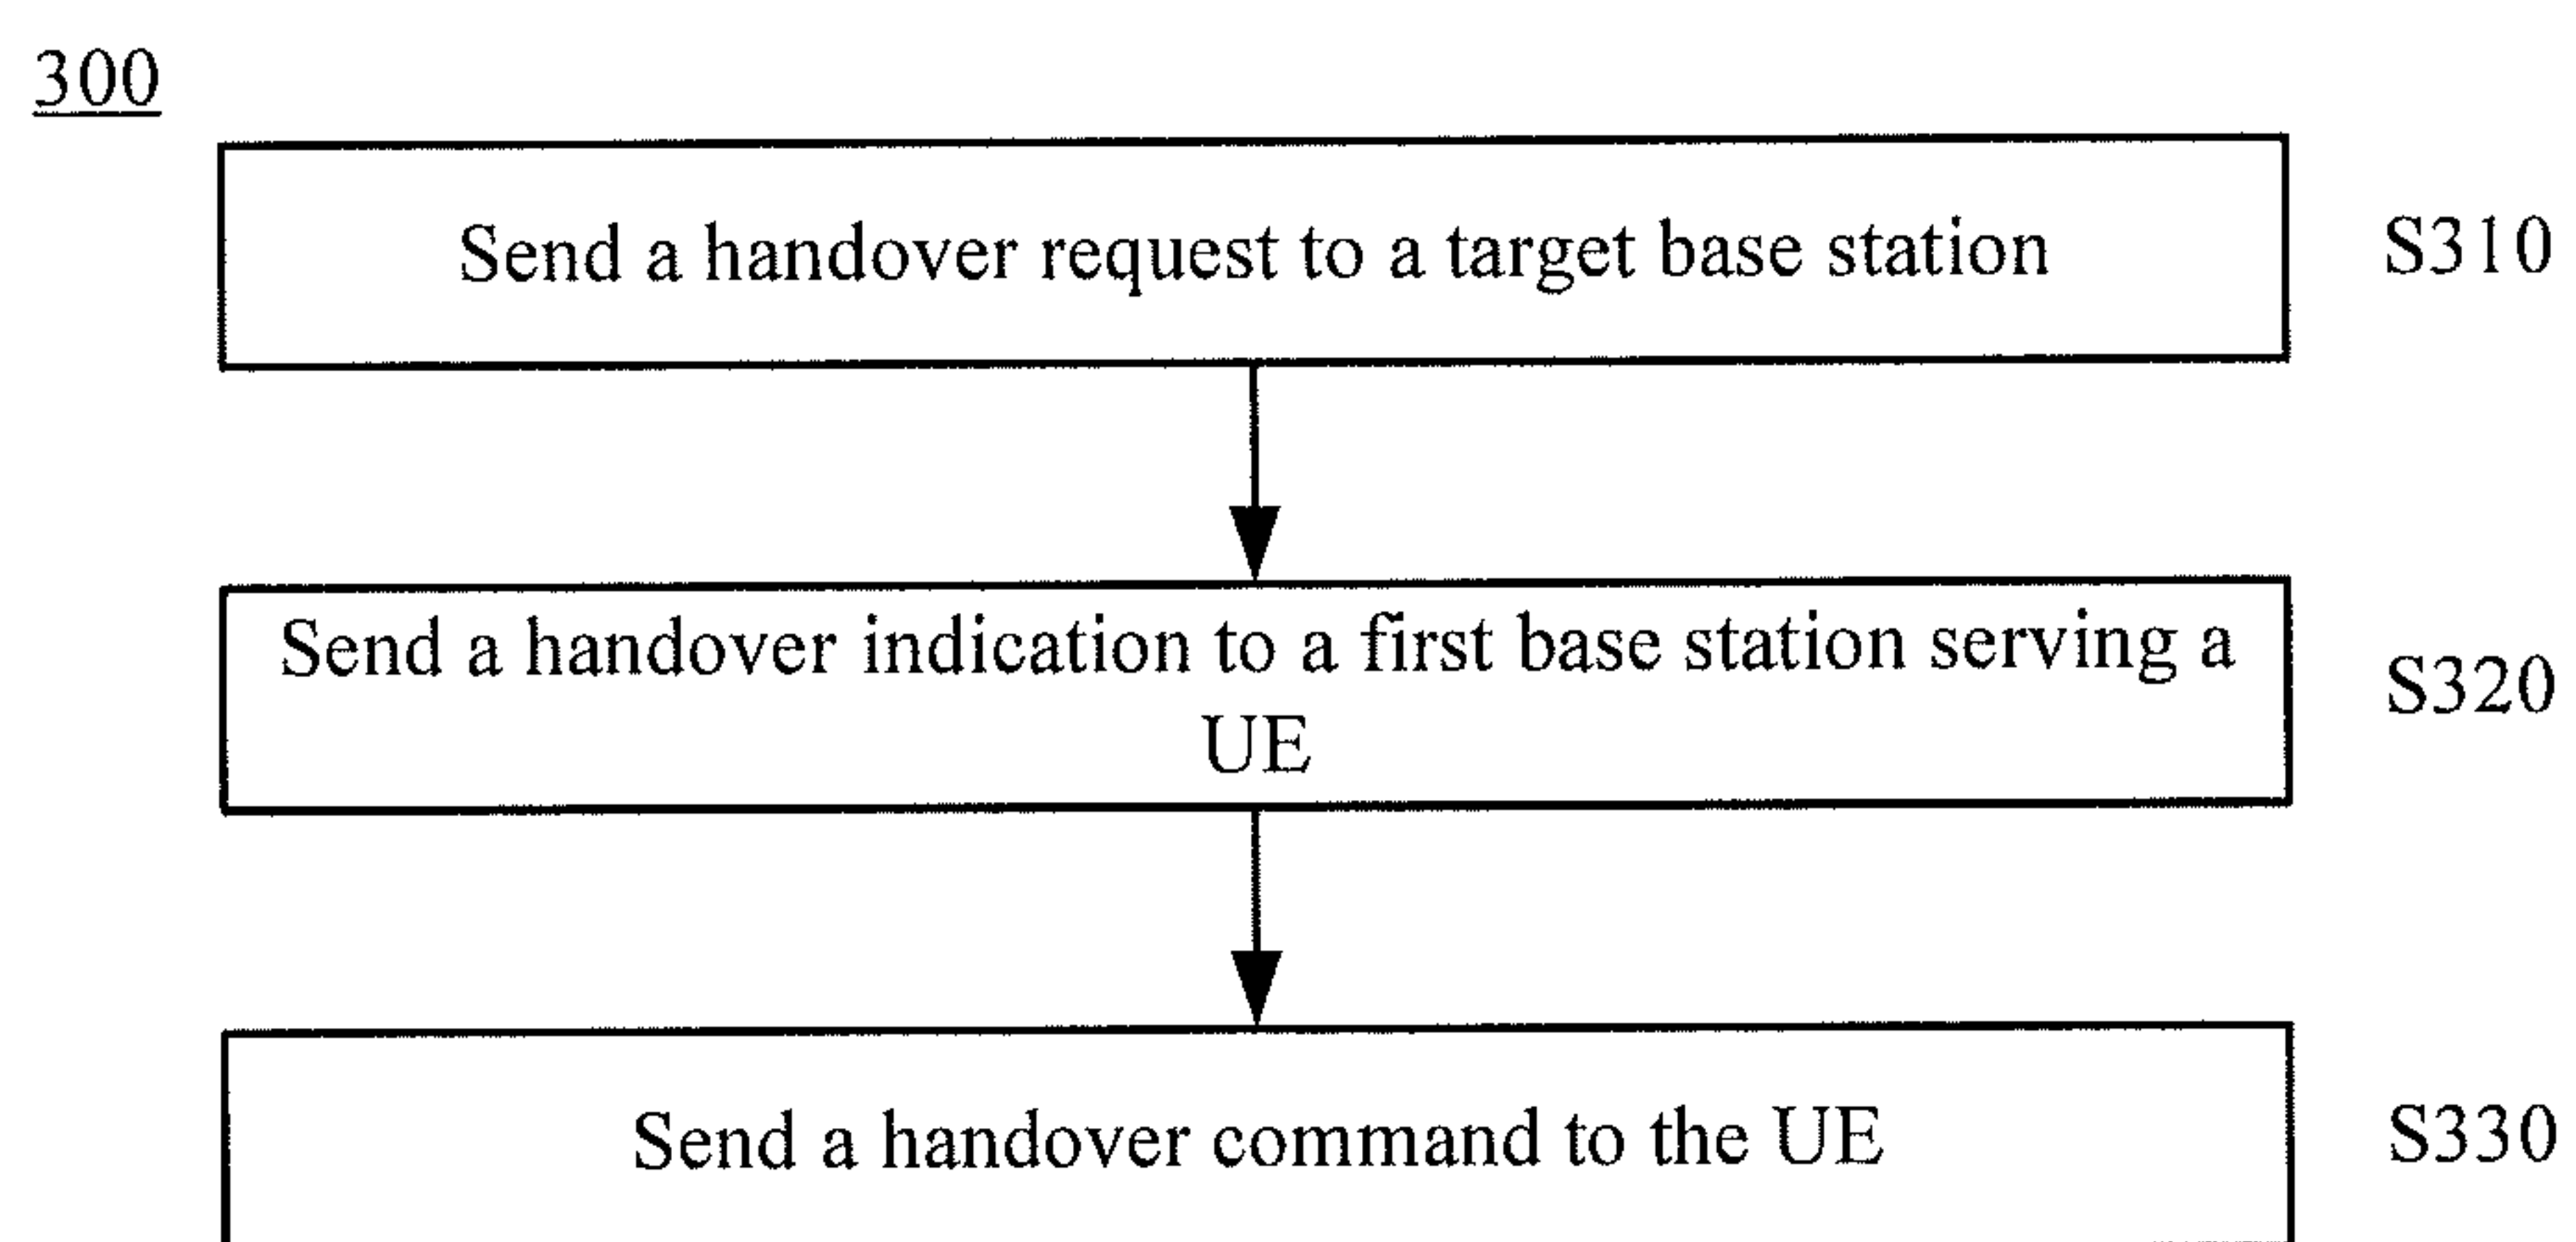 300
Send a handover request to a target base station
S310
Send a handover indication to a first base station serving a
UE
S320
Send a handover command to the UE
S330